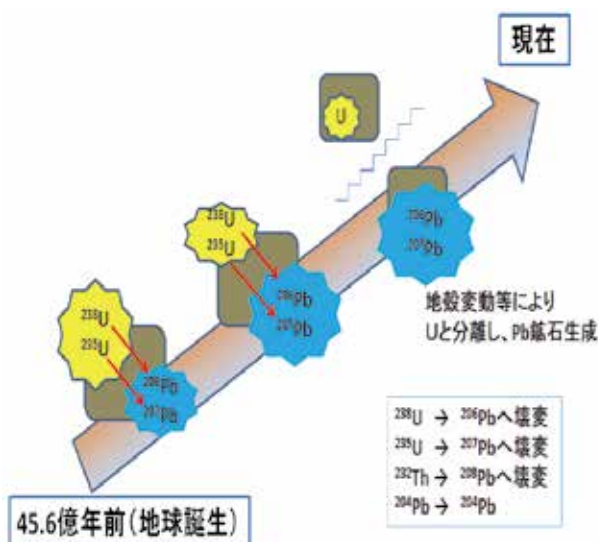 現在
U
²³⁸U
²³⁵U
²⁰⁶Pb
²⁰⁷Pb
²⁰⁶Pb
²⁰⁷Pb
²³⁸U
²³⁵U
²⁰⁶Pb
²⁰⁷Pb
地殻変動等により
Uと分離し、Pb鉱石生成
²³⁸U → ²⁰⁶Pbへ壊変
²³⁵U → ²⁰⁷Pbへ壊変
²³²Th → ²⁰⁸Pbへ壊変
²⁰⁴Pb → ²⁰⁴Pb
45.6億年前（地球誕生）